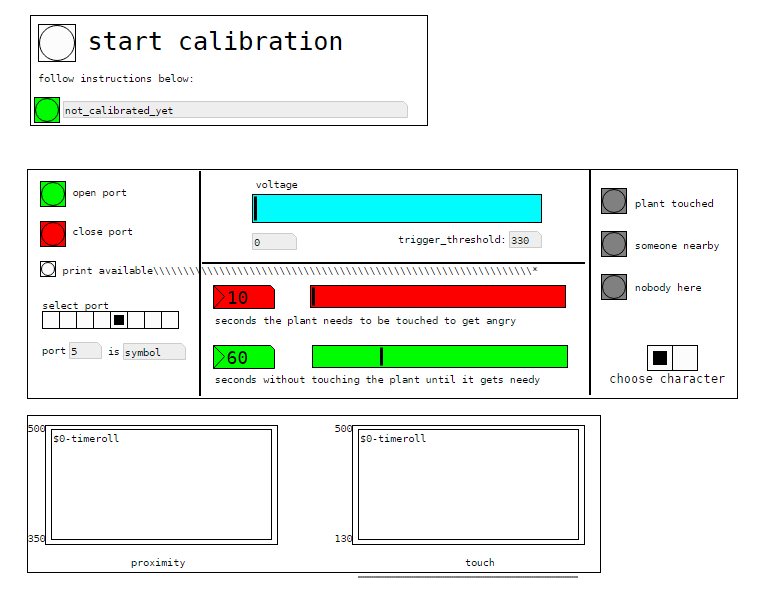 start calibration
follow instructions below:
not_calibrated_yet
open port
close port
print available\\\\\\\\\\\\\\\\\\\\\\\\\\\\\\\\\\\\\\\\\\\\\\\\\\\\\\\\\\\\\\\*
select port
port 5 is symbol
voltage
0
trigger_threshold: 330
10
seconds the plant needs to be touched to get angry
60
seconds without touching the plant until it gets needy
plant touched
someone nearby
nobody here
choose character
500
$0-timeroll
350
proximity
500
$0-timeroll
130
touch